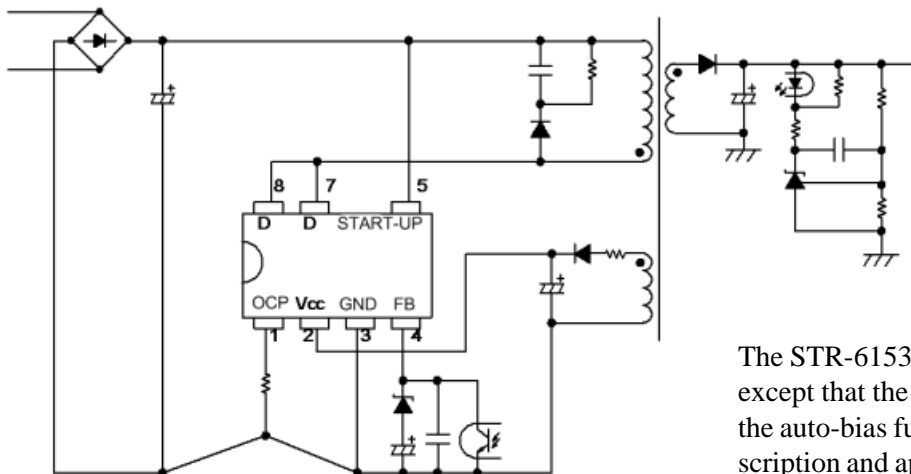 8 7 5
D D START-UP
OCP Vcc GND FB
1 2 3 4
The STR-6153
except that the
the auto-bias fu
scription and ap